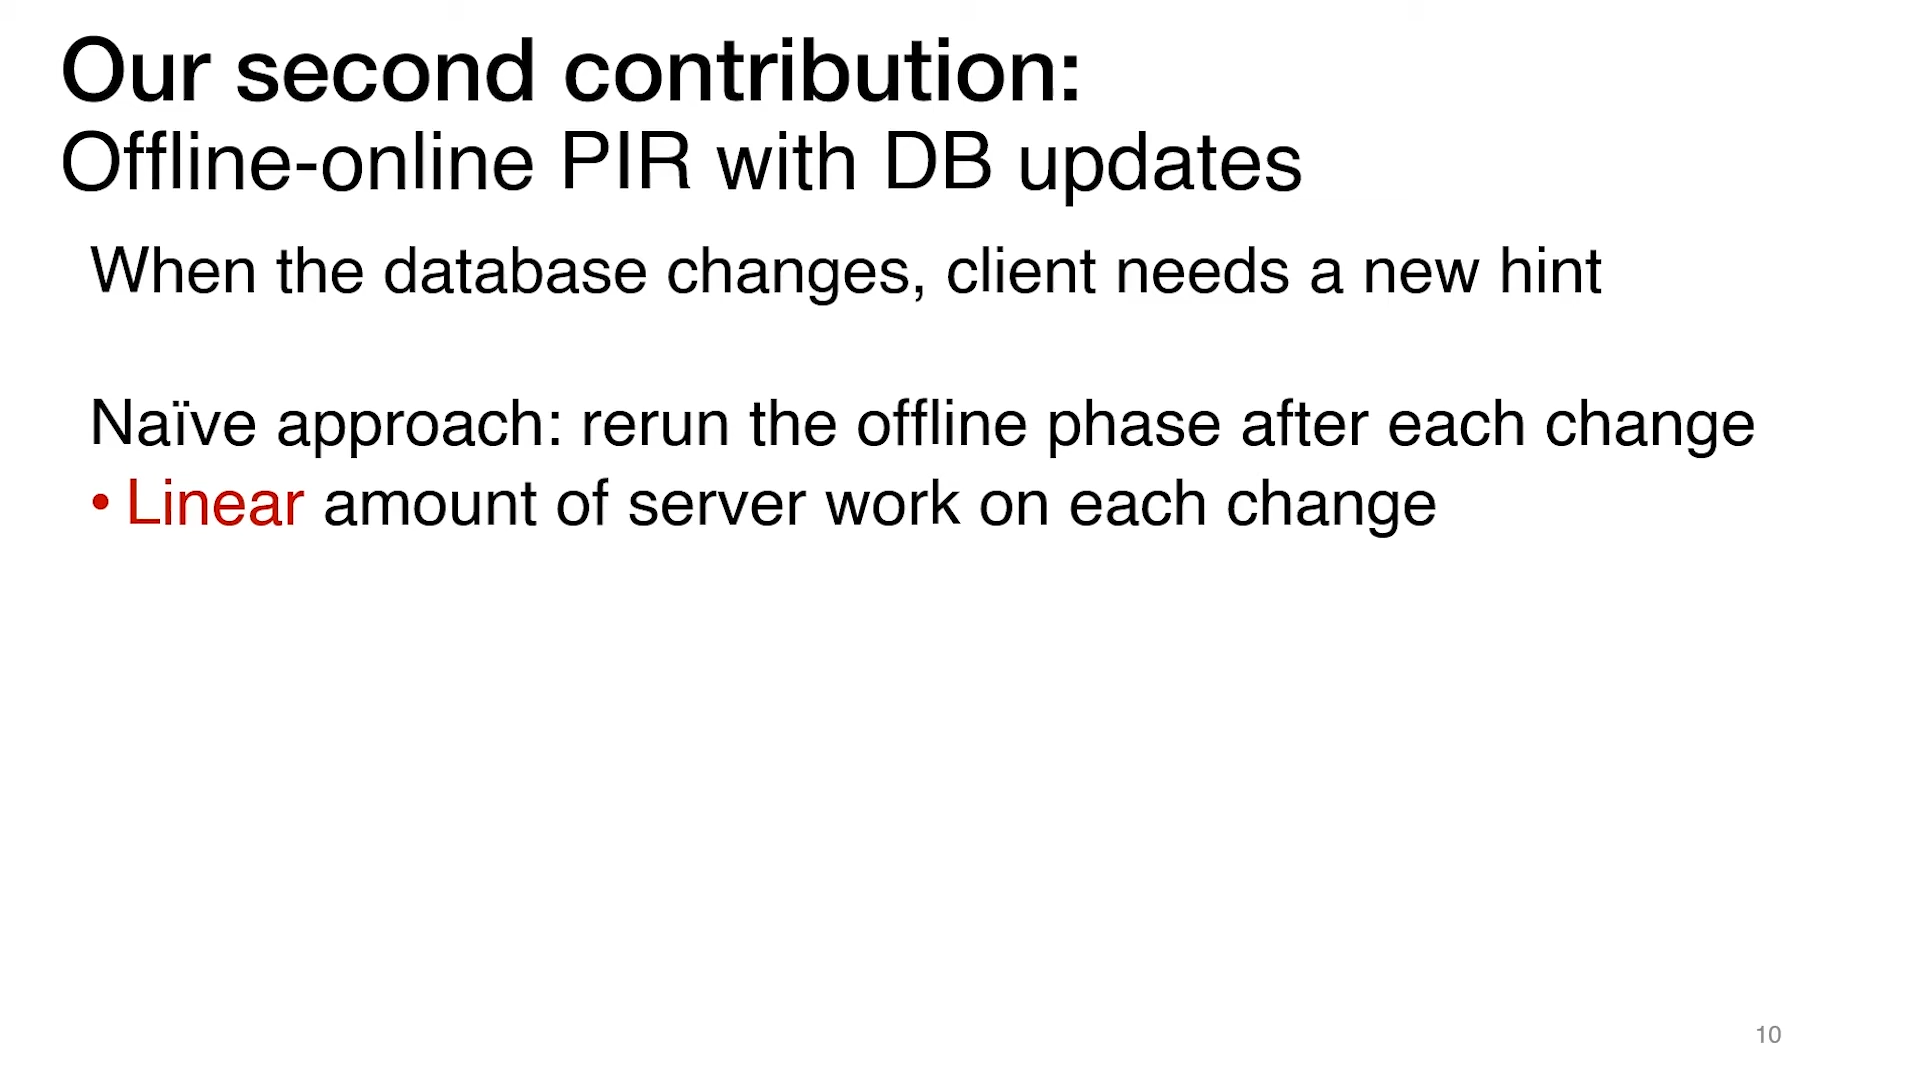 Our second contribution:
Offline-online PIR with DB updates
When the database changes, client needs a new hint
Naïve approach: rerun the offline phase after each change
• Linear amount of server work on each change
10